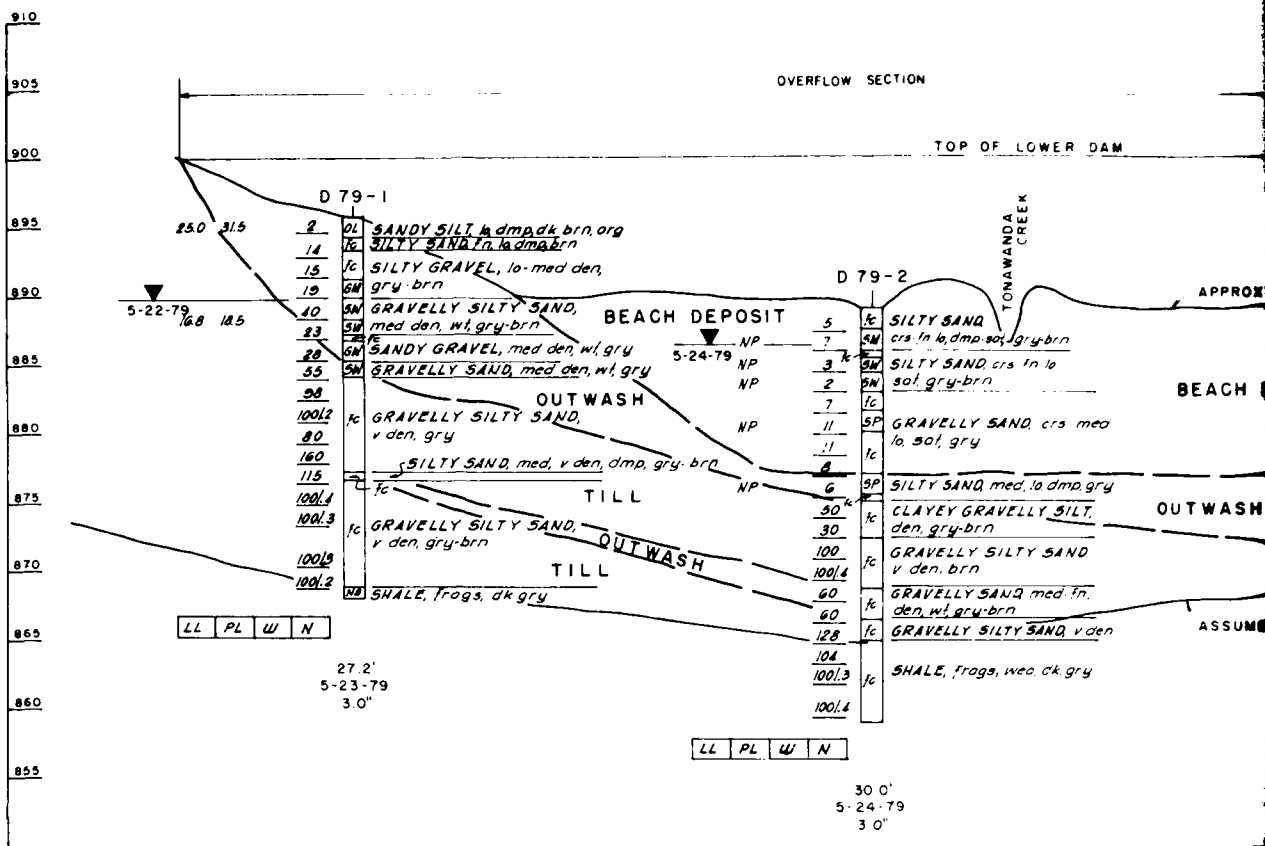 910
905
OVERFLOW SECTION
900
TOP OF LOWER DAM
TONAWANDA CREEK
895
D 79-1
25.0 31.5
2 OL SANDY SILT, lo, dmp, dk brn, org
fc SILTY SAND, fn, lo, dmp, brn
14
15 fc SILTY GRAVEL, lo-med den,
19 GM gry-brn
890
5-22-79
16.8 18.5
40 SW GRAVELLY SILTY SAND,
23 SW med den, wt, gry-brn
fc
28 GW SANDY GRAVEL, med den, wt, gry
885
55 SW GRAVELLY SAND, med den, wt, gry
98
100/.2 fc GRAVELLY SILTY SAND,
80 v den, gry
880
160
115 SILTY SAND, med, v den, dmp, gry-brn
fc
100/.4
875
100/.3 fc GRAVELLY SILTY SAND,
v den, gry-brn
100/.3
870
100/.2
SHALE, frags, dk gry
LL PL W N
865
27.2'
5-23-79
3.0"
860
855
BEACH DEPOSIT
OUTWASH
TILL
OUTWASH
TILL
D 79-2
5 fc SILTY SAND
7 SM crs-fn lo, dmp-sat, gry-brn
5-24-79
NP
fc
NP 3 SW SILTY SAND, crs fn lo
NP 2 SW sat, gry-brn
7 fc
NP 11 SP GRAVELLY SAND, crs med
11 fc lo, sat, gry
8
NP 6 SP SILTY SAND, med, lo dmp, gry
fc
50 fc CLAYEY GRAVELLY SILT,
30 den, gry-brn
100 fc GRAVELLY SILTY SAND
100/.4 v den, brn
60 fc GRAVELLY SAND, med fn,
60 den, wt, gry-brn
128 fc GRAVELLY SILTY SAND, v den
104
100/.3 fc SHALE, frags, wea, dk gry
100/.4
LL PL W N
30.0'
5-24-79
3.0"
APPROX
BEACH
OUTWASH
ASSUM